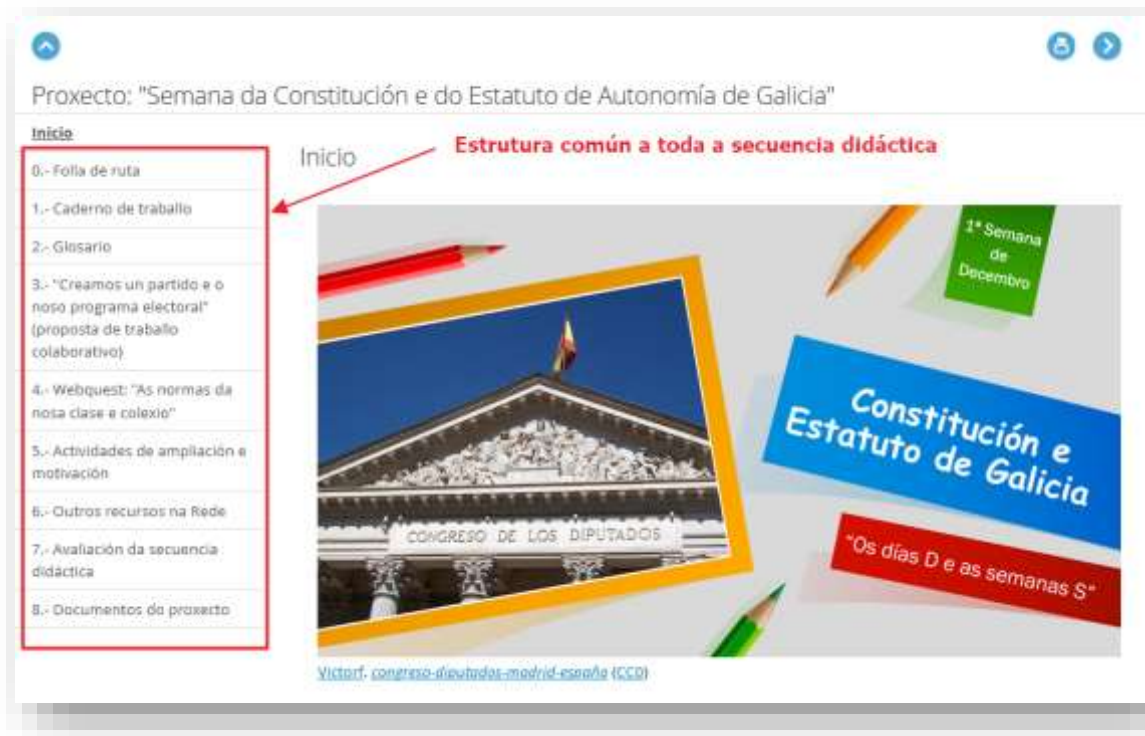 Proxecto: "Semana da Constitución e do Estatuto de Autonomía de Galicia"
Inicio
0.- Folla de ruta
1.- Caderno de traballo
2.- Glosario
3.- "Creamos un partido e o
noso programa electoral"
(proposta de traballo
colaborativo)
4.- Webquest: "As normas da
nosa clase e colexio"
5.- Actividades de ampliación e
motivación
6.- Outros recursos na Rede
7.- Avaliación da secuencia
didáctica
8.- Documentos do proxecto
Estrutura común a toda a secuencia didáctica
Inicio
1ª Semana
de
Decembro
CONGRESO DE LOS DIPUTADOS
Constitución e
Estatuto de Galicia
"Os días D e as semanas S"
Victorf. congreso-diputados-madrid-españa (CC0)